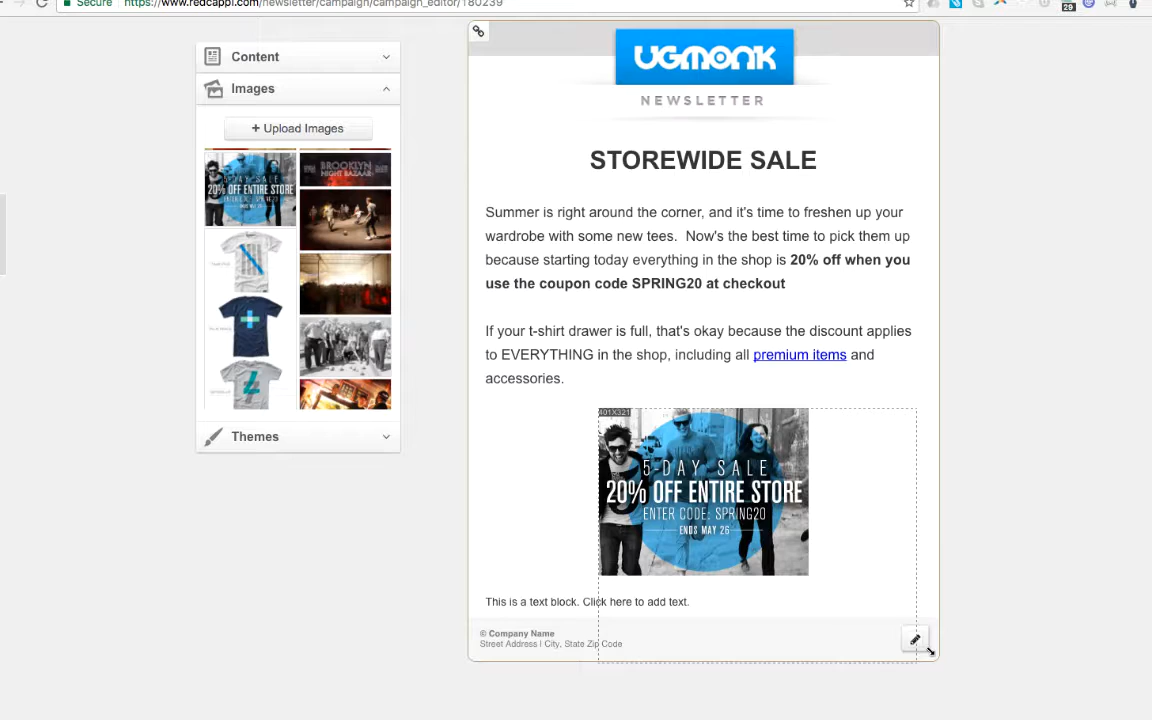 Secure
https://www.redcappi.com/newsletter/campaign/campaign_editor/180239
29
Content
Images
+ Upload Images
20% OFF ENTIRE STORE
BROOKLYN
NIGHT BAZAAR
Themes
UGMONK
NEWSLETTER
STOREWIDE SALE
Summer is right around the corner, and it's time to freshen up your
wardrobe with some new tees. Now's the best time to pick them up
because starting today everything in the shop is 20% off when you
use the coupon code SPRING20 at checkout
If your t-shirt drawer is full, that's okay because the discount applies
to EVERYTHING in the shop, including all premium items and
accessories.
5-DAY SALE
20% OFF ENTIRE STORE
ENTER CODE: SPRING20
ENDS MAY 26
This is a text block. Click here to add text.
© Company Name
Street Address | City, State Zip Code